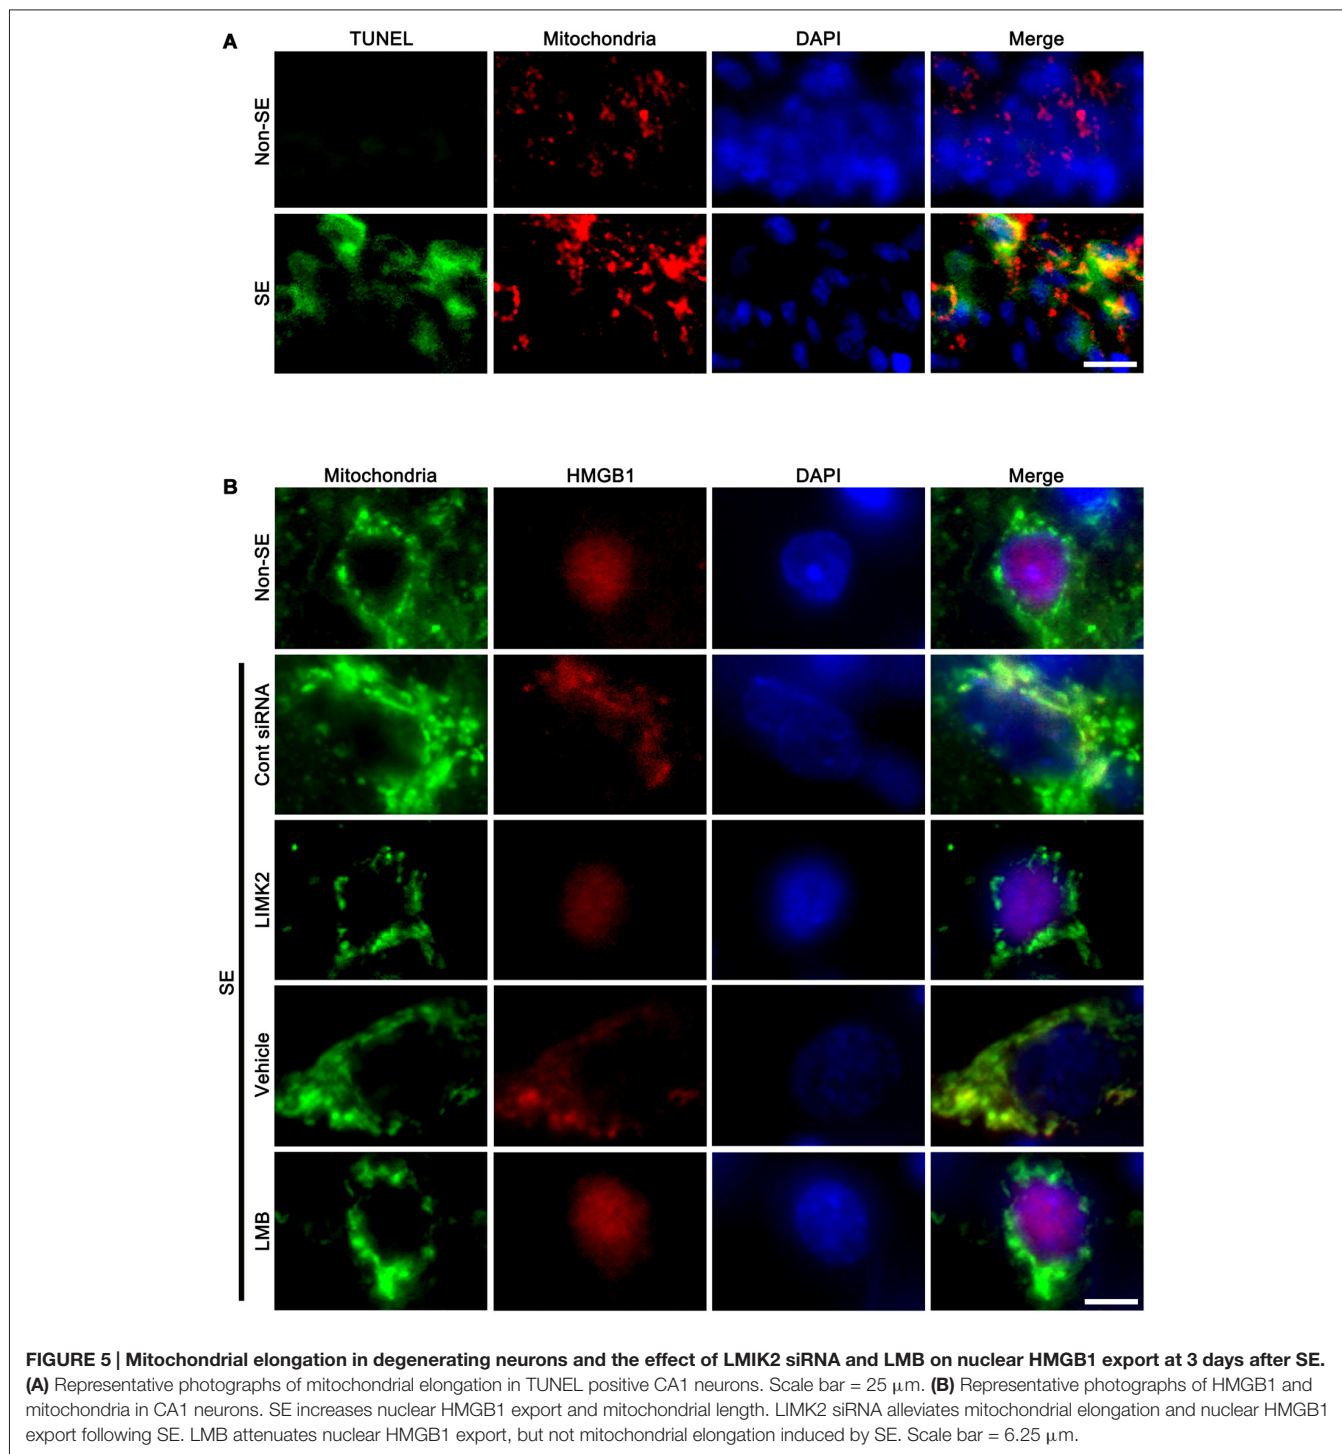 A
TUNEL Mitochondria DAPI Merge
Non-SE
SE
B
Mitochondria HMGB1 DAPI Merge
Non-SE
SE
Cont siRNA
LIMK2
Vehicle
LMB
FIGURE 5 | Mitochondrial elongation in degenerating neurons and the effect of LMIK2 siRNA and LMB on nuclear HMGB1 export at 3 days after SE.
(A) Representative photographs of mitochondrial elongation in TUNEL positive CA1 neurons. Scale bar = 25 μm. (B) Representative photographs of HMGB1 and
mitochondria in CA1 neurons. SE increases nuclear HMGB1 export and mitochondrial length. LIMK2 siRNA alleviates mitochondrial elongation and nuclear HMGB1
export following SE. LMB attenuates nuclear HMGB1 export, but not mitochondrial elongation induced by SE. Scale bar = 6.25 μm.